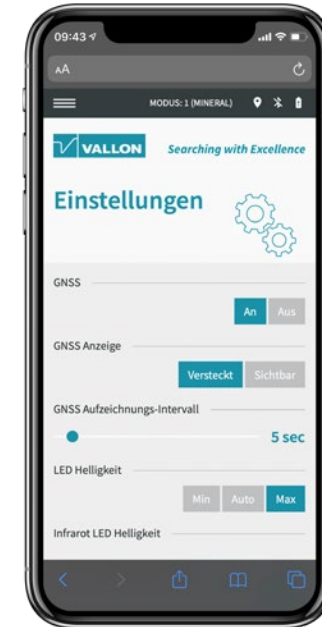 09:43
AA
MODUS: 1 (MINERAL)
VALLON
Searching with Excellence
Einstellungen
GNSS
An Aus
GNSS Anzeige
Versteckt Sichtbar
GNSS Aufzeichnungs-Intervall
5 sec
LED Helligkeit
Min Auto Max
Infrarot LED Helligkeit